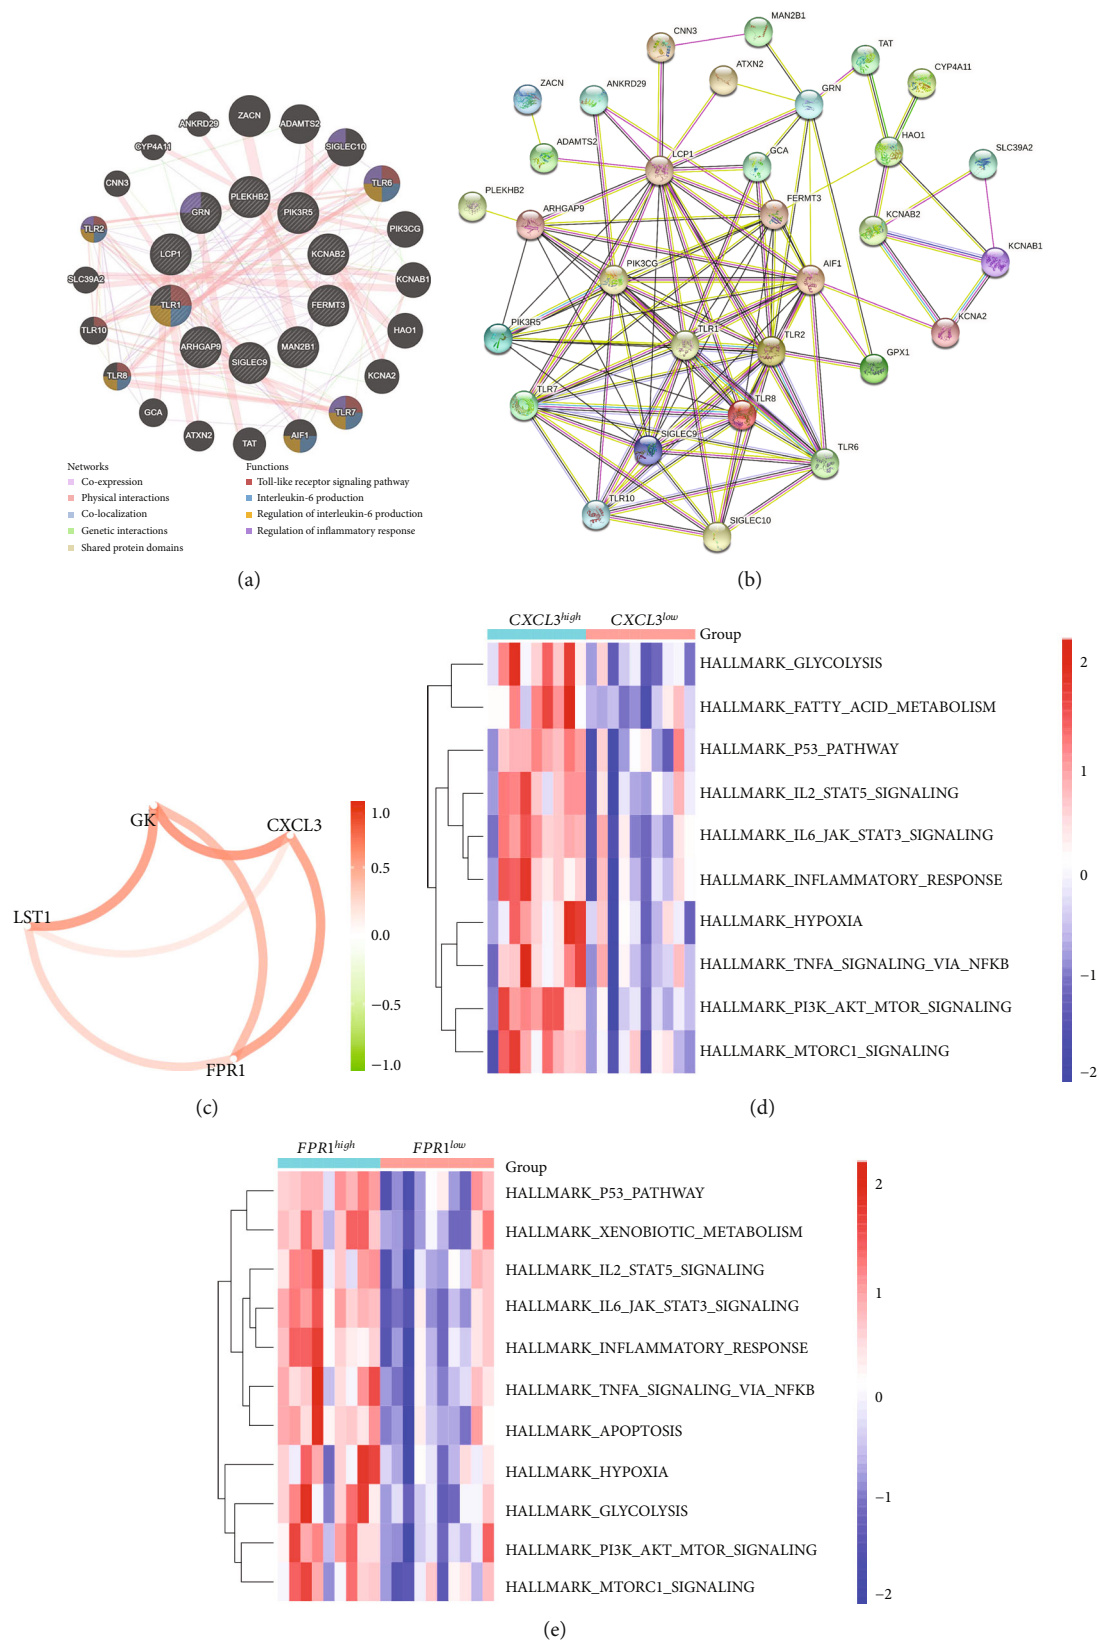 ZACN
ANKRD29
ADAMTS2
CYP4A11
SIGLEC10
CNN3
TLR6
PLEKHB2
GRN
PIK3R5
TLR2
PIK3CG
LCP1
KCNAB2
SLC39A2
KCNAB1
TLR1
FERMT3
TLR10
HAO1
ARHGAP9
MAN2B1
SIGLEC9
TLR8
KCNA2
GCA
TLR7
ATXN2
AIF1
TAT
Networks
Co-expression
Physical interactions
Co-localization
Genetic interactions
Shared protein domains
Functions
Toll-like receptor signaling pathway
Interleukin-6 production
Regulation of interleukin-6 production
Regulation of inflammatory response
(a)
MAN2B1
CNN3
TAT
ATXN2
CYP4A11
ZACN
ANKRD29
GRN
HAO1
ADAMTS2
LCP1
GCA
SLC39A2
PLEKHB2
ARHGAP9
FERMT3
KCNAB2
KCNAB1
PIK3CG
AIF1
PIK3R5
KCNA2
TLR1
TLR2
GPX1
TLR7
TLR8
SIGLEC9
TLR6
TLR10
SIGLEC10
(b)
GK
CXCL3
LST1
FPR1
1.0
0.5
0.0
−0.5
−1.0
(c)
CXCL3high
CXCL3low
Group
HALLMARK_GLYCOLYSIS
HALLMARK_FATTY_ACID_METABOLISM
HALLMARK_P53_PATHWAY
HALLMARK_IL2_STAT5_SIGNALING
HALLMARK_IL6_JAK_STAT3_SIGNALING
HALLMARK_INFLAMMATORY_RESPONSE
HALLMARK_HYPOXIA
HALLMARK_TNFA_SIGNALING_VIA_NFKB
HALLMARK_PI3K_AKT_MTOR_SIGNALING
HALLMARK_MTORC1_SIGNALING
2
1
0
−1
−2
(d)
FPR1high
FPR1low
Group
HALLMARK_P53_PATHWAY
HALLMARK_XENOBIOTIC_METABOLISM
HALLMARK_IL2_STAT5_SIGNALING
HALLMARK_IL6_JAK_STAT3_SIGNALING
HALLMARK_INFLAMMATORY_RESPONSE
HALLMARK_TNFA_SIGNALING_VIA_NFKB
HALLMARK_APOPTOSIS
HALLMARK_HYPOXIA
HALLMARK_GLYCOLYSIS
HALLMARK_PI3K_AKT_MTOR_SIGNALING
HALLMARK_MTORC1_SIGNALING
2
1
0
−1
−2
(e)